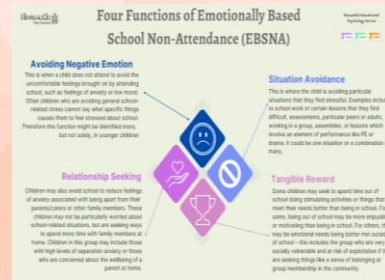 Newcastle
Four Functions of Emotionally Based
School Non-Attendance (EBSNA)
Newcastle Educational
Psychology Service
Avoiding Negative Emotion
This is when a child does not attend to avoid the
uncomfortable feelings brought on by attending
school, such as feelings of anxiety or low mood.
Often children who are avoiding general school-
related stress cannot say what specific things
causes them to feel stressed about school.
Therefore this function might be identified more,
but not solely, in younger children
Situation Avoidance
This is where the child is avoiding particular
situations that they find stressful. Examples include
to school work or certain lessons that they find
difficult, assessments, particular peers or adults,
working in a group, assemblies, or lessons which
involve an element of performance like PE or
drama. It could be one situation or a combination
many.
Relationship Seeking
Children may also avoid school to reduce feelings
of anxiety associated with being apart from their
parents/carers or other family members. These
children may not be particularly worried about
school-related situations, but are seeking ways
to spend more time with family members at
home. Children in this group may include those
with high levels of separation anxiety or those
who are concerned about the wellbeing of a
parent at home.
Tangible Reward
Some children may seek to spend time out of
school doing stimulating activities or things that
meet their needs better than being in school. For
some, being out of school may be more enjoyable
or motivating than being in school. For others, there
may be emotional needs being better met outside
of school – this includes the group who are very
socially vulnerable and at risk of exploitation if they
are seeking things like a sense of belonging or
group membership in the community.